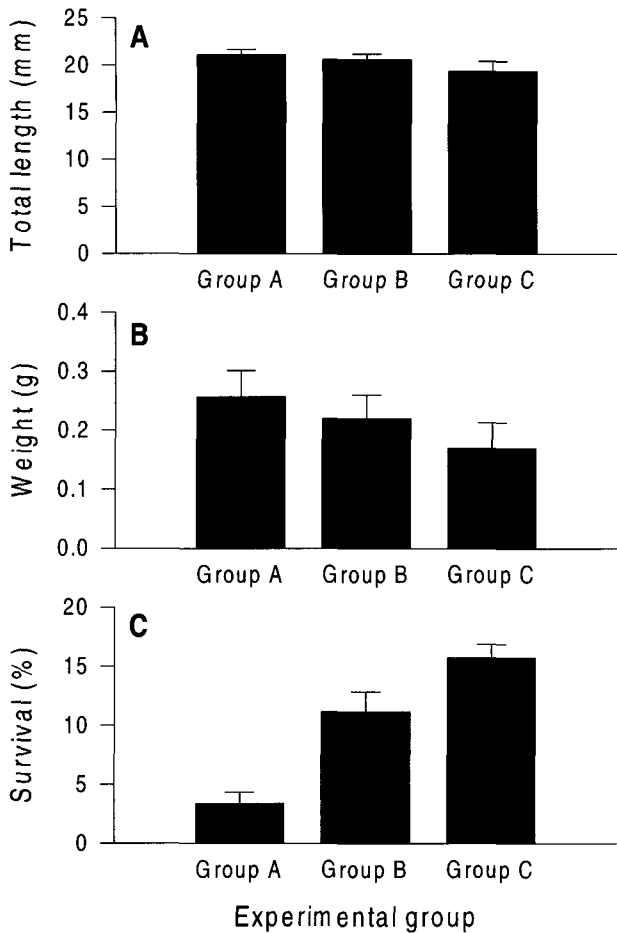 A
Total length (mm)
25
20
15
10
5
0
Group A Group B Group C
B
Weight (g)
0.4
0.3
0.2
0.1
0.0
Group A Group B Group C
C
Survival (%)
20
15
10
5
0
Group A Group B Group C
Experimental group